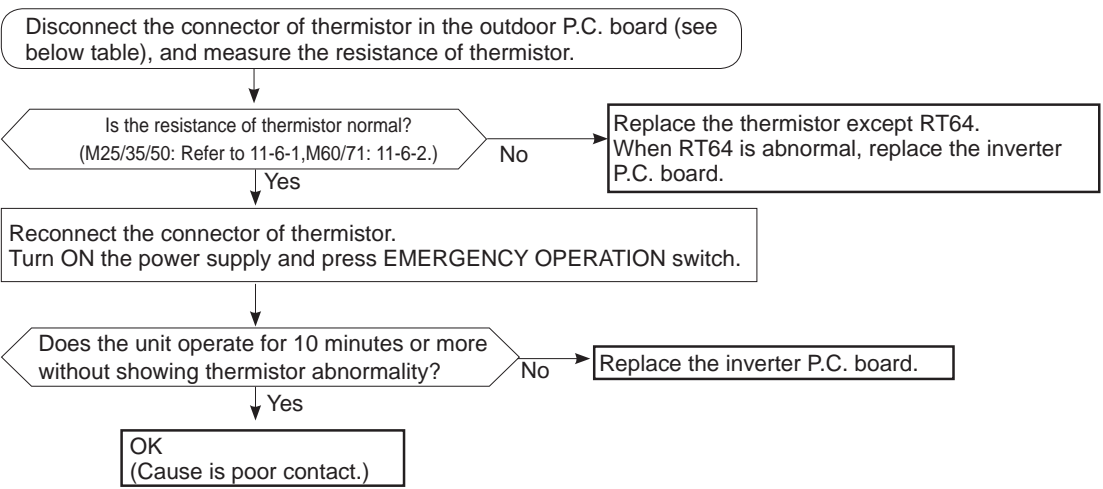 Disconnect the connector of thermistor in the outdoor P.C. board (see
below table), and measure the resistance of thermistor.
Is the resistance of thermistor normal?
(M25/35/50: Refer to 11-6-1,M60/71: 11-6-2.)
No
Replace the thermistor except RT64.
When RT64 is abnormal, replace the inverter
P.C. board.
Yes
Reconnect the connector of thermistor.
Turn ON the power supply and press EMERGENCY OPERATION switch.
Does the unit operate for 10 minutes or more
without showing thermistor abnormality?
No
Replace the inverter P.C. board.
Yes
OK
(Cause is poor contact.)